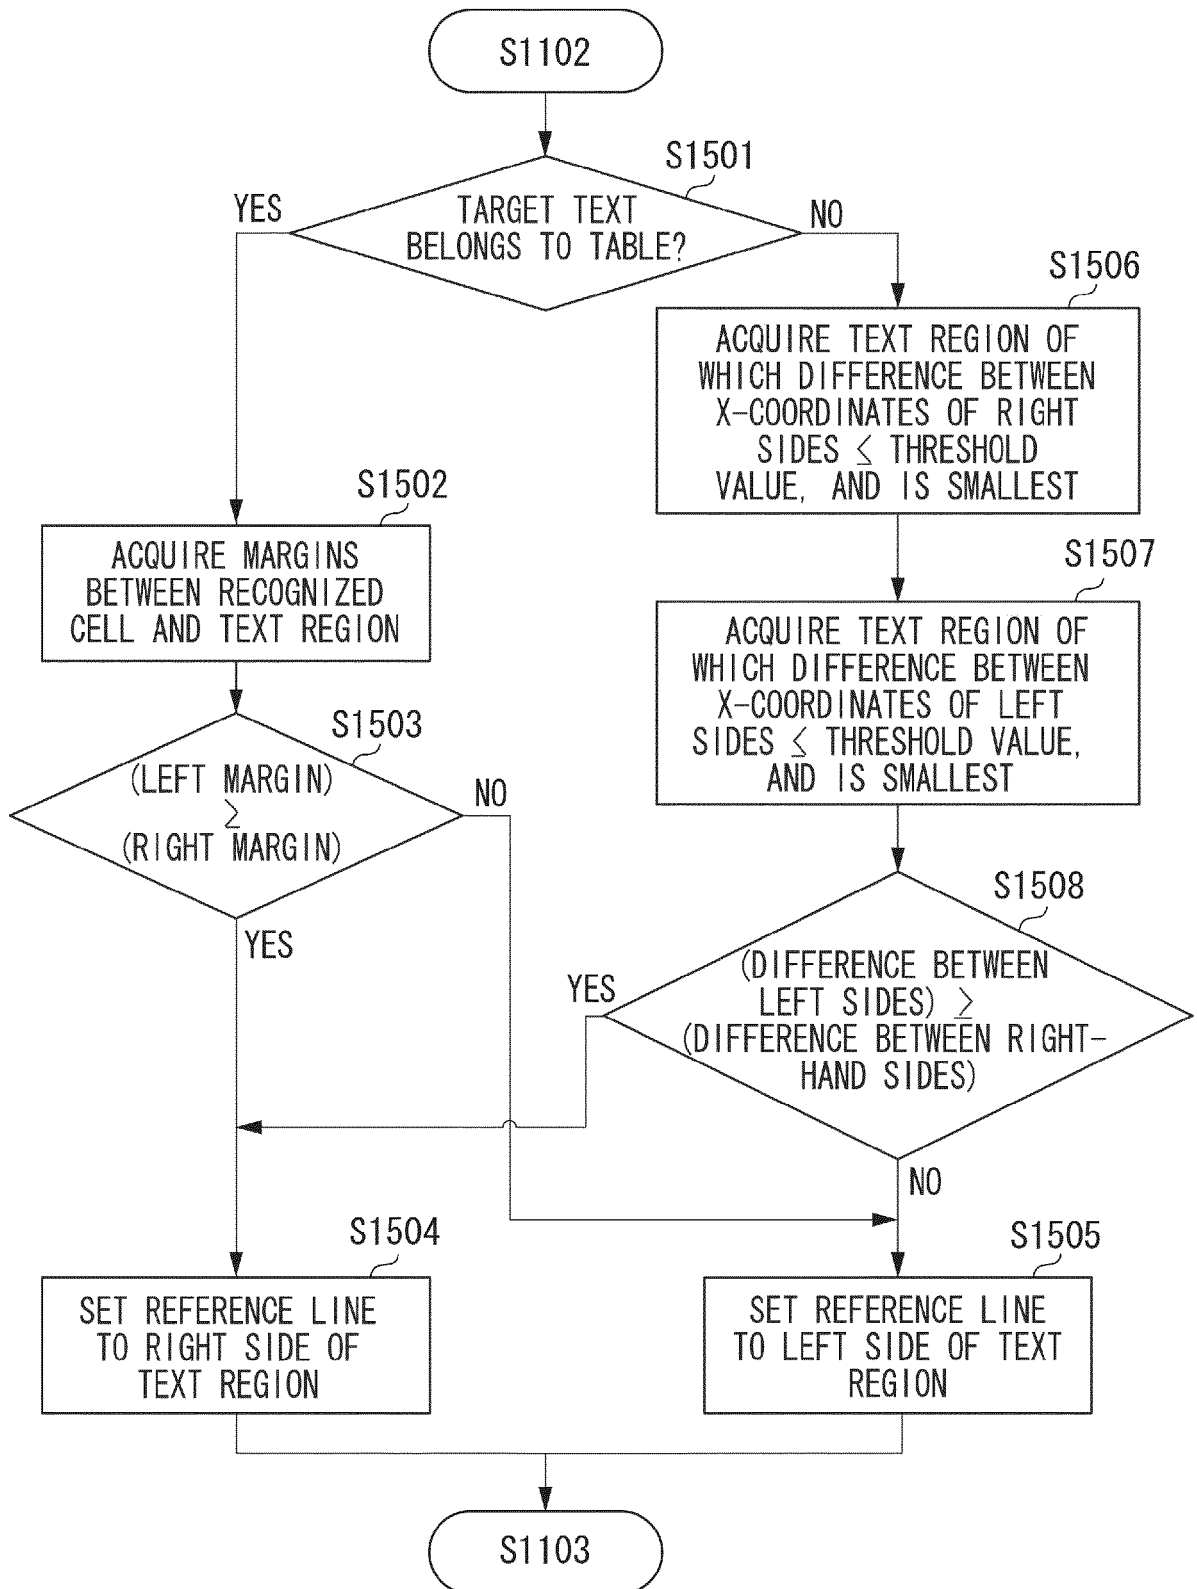 S1102
S1501
TARGET TEXT
BELONGS TO TABLE?
YES
NO
S1506
ACQUIRE TEXT REGION OF
WHICH DIFFERENCE BETWEEN
X-COORDINATES OF RIGHT
SIDES ≤ THRESHOLD
VALUE, AND IS SMALLEST
S1502
ACQUIRE MARGINS
BETWEEN RECOGNIZED
CELL AND TEXT REGION
S1507
ACQUIRE TEXT REGION OF
WHICH DIFFERENCE BETWEEN
X-COORDINATES OF LEFT
SIDES ≤ THRESHOLD VALUE,
AND IS SMALLEST
S1503
(LEFT MARGIN)
≥
(RIGHT MARGIN)
NO
YES
S1508
(DIFFERENCE BETWEEN
LEFT SIDES) ≥
(DIFFERENCE BETWEEN RIGHT-
HAND SIDES)
YES
NO
S1504
SET REFERENCE LINE
TO RIGHT SIDE OF
TEXT REGION
S1505
SET REFERENCE LINE
TO LEFT SIDE OF TEXT
REGION
S1103